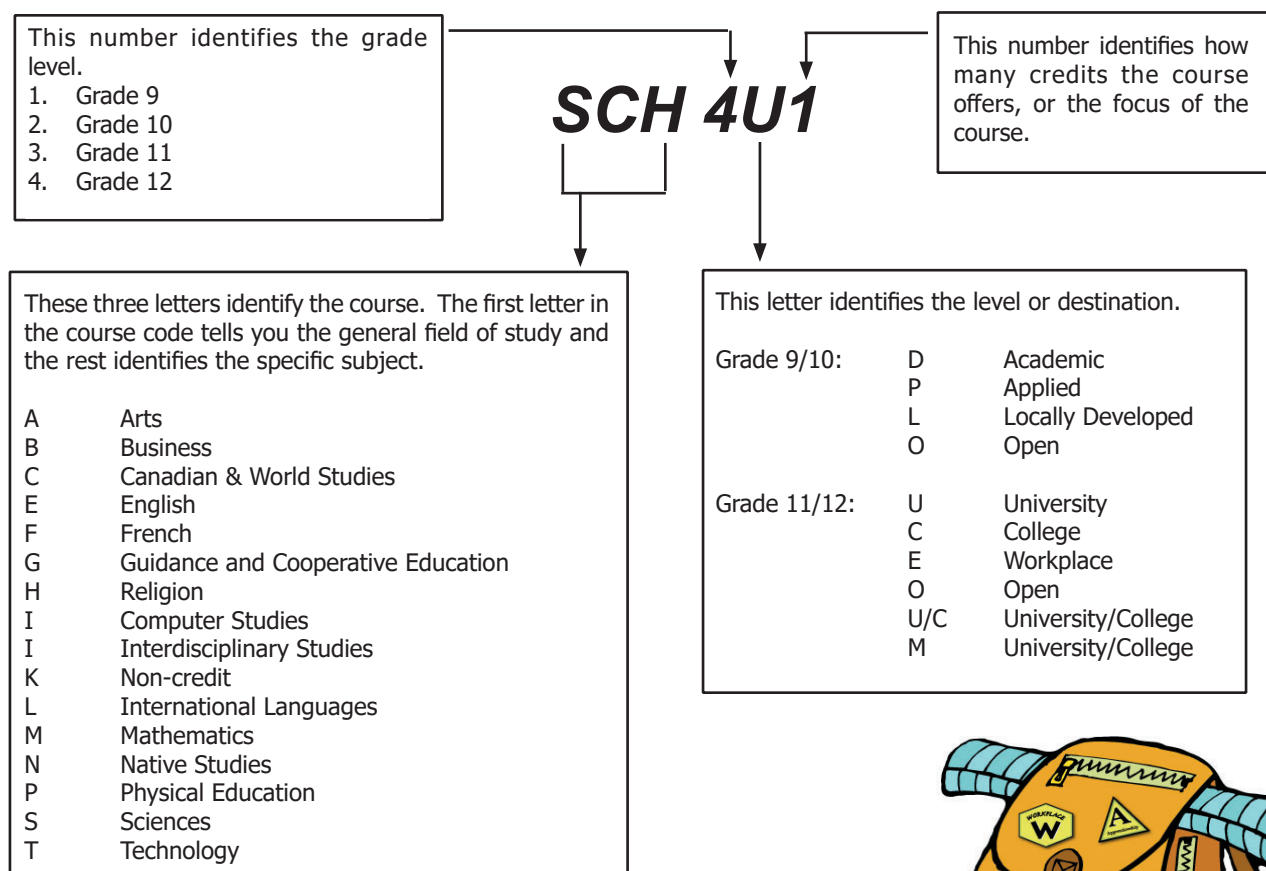 This number identifies the grade
level.
1. Grade 9
2. Grade 10
3. Grade 11
4. Grade 12
SCH 4U1
This number identifies how
many credits the course
offers, or the focus of the
course.
These three letters identify the course. The first letter in
the course code tells you the general field of study and
the rest identifies the specific subject.
A Arts
B Business
C Canadian & World Studies
E English
F French
G Guidance and Cooperative Education
H Religion
I Computer Studies
I Interdisciplinary Studies
K Non-credit
L International Languages
M Mathematics
N Native Studies
P Physical Education
S Sciences
T Technology
This letter identifies the level or destination.
Grade 9/10: D Academic
P Applied
L Locally Developed
O Open
Grade 11/12: U University
C College
E Workplace
O Open
U/C University/College
M University/College
WORKPLACE
W
A
Apprenticeship